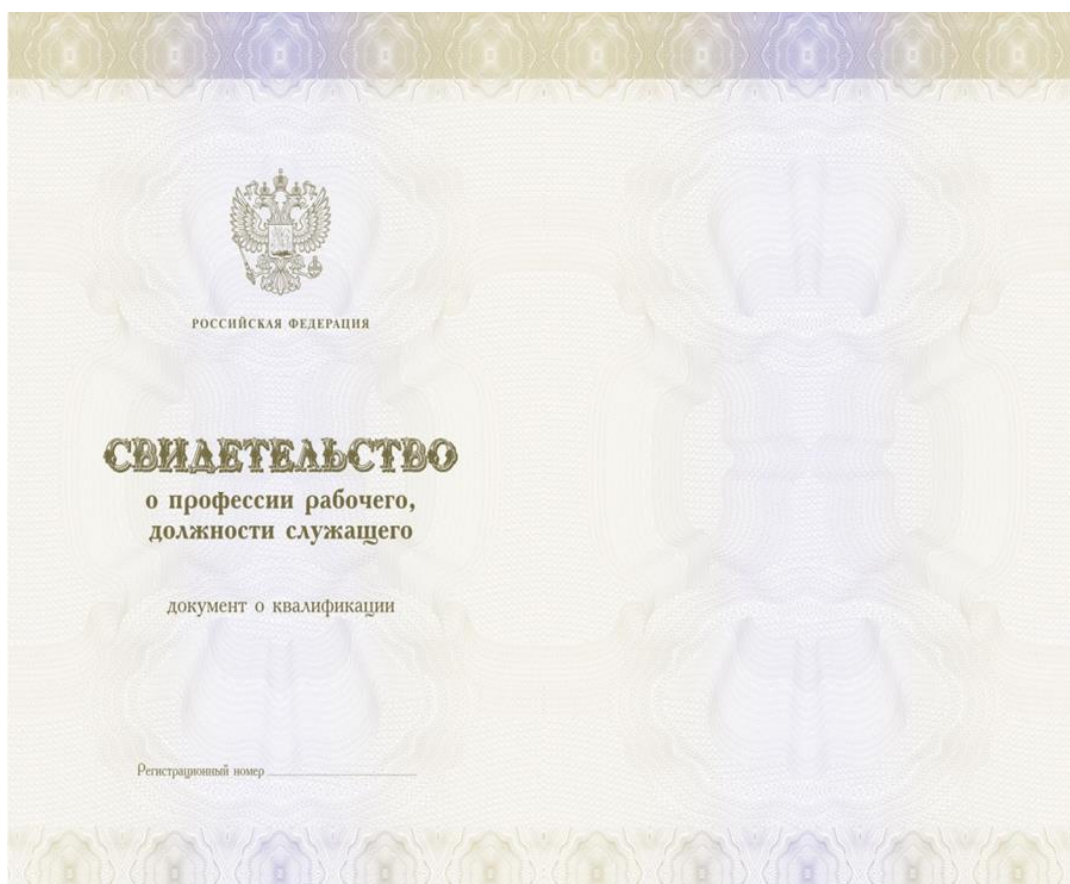 РОССИЙСКАЯ ФЕДЕРАЦИЯ
СВИДЕТЕЛЬСТВО
о профессии рабочего,
должности служащего
документ о квалификации
Регистрационный номер